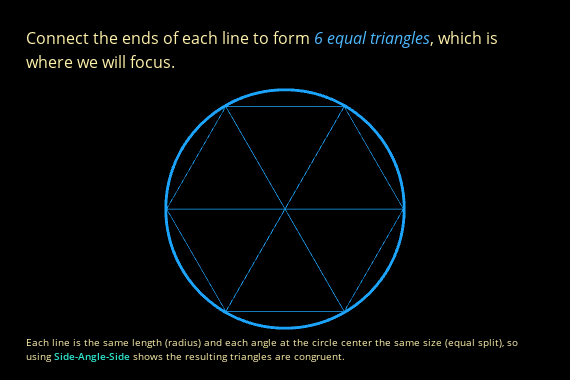 Connect the ends of each line to form 6 equal triangles, which is
where we will focus.
Each line is the same length (radius) and each angle at the circle center the same size (equal split), so
using Side-Angle-Side shows the resulting triangles are congruent.